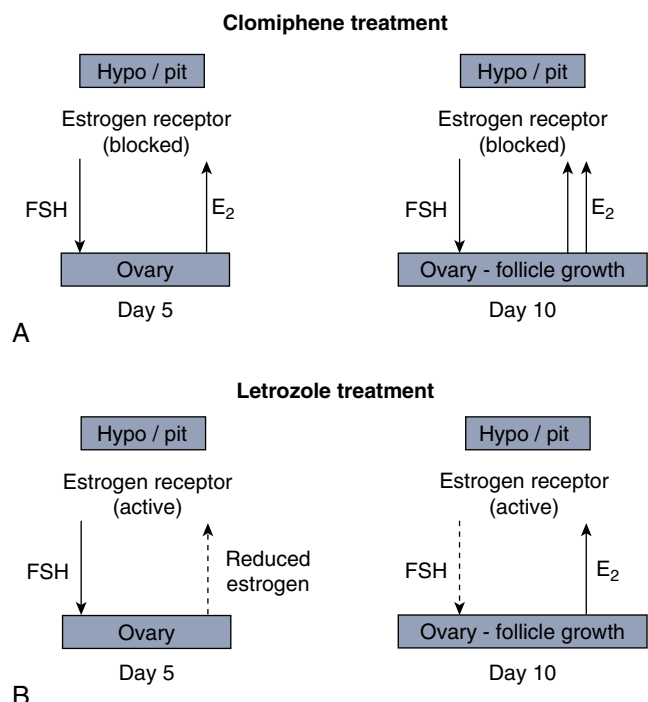 Clomiphene treatment
Hypo / pit
Estrogen receptor
(blocked)
FSH
E2
Ovary
Day 5
Hypo / pit
Estrogen receptor
(blocked)
FSH
E2
Ovary - follicle growth
Day 10
A
Letrozole treatment
Hypo / pit
Estrogen receptor
(active)
FSH
Reduced
estrogen
Ovary
Day 5
Hypo / pit
Estrogen receptor
(active)
FSH
E2
Ovary - follicle growth
Day 10
B